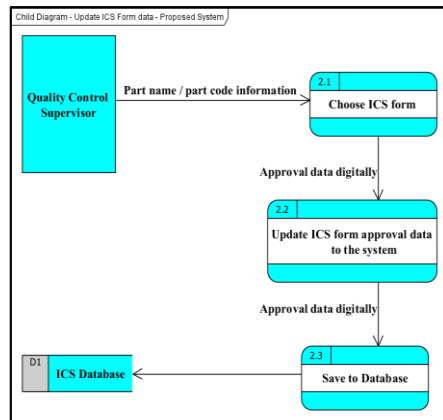 Child Diagram - Update ICS Form data - Proposed System
Quality Control
Supervisor
Part name / part code information
2.1
Choose ICS form
Approval data digitally
2.2
Update ICS form approval data
to the system
Approval data digitally
2.3
Save to Database
D1
ICS Database